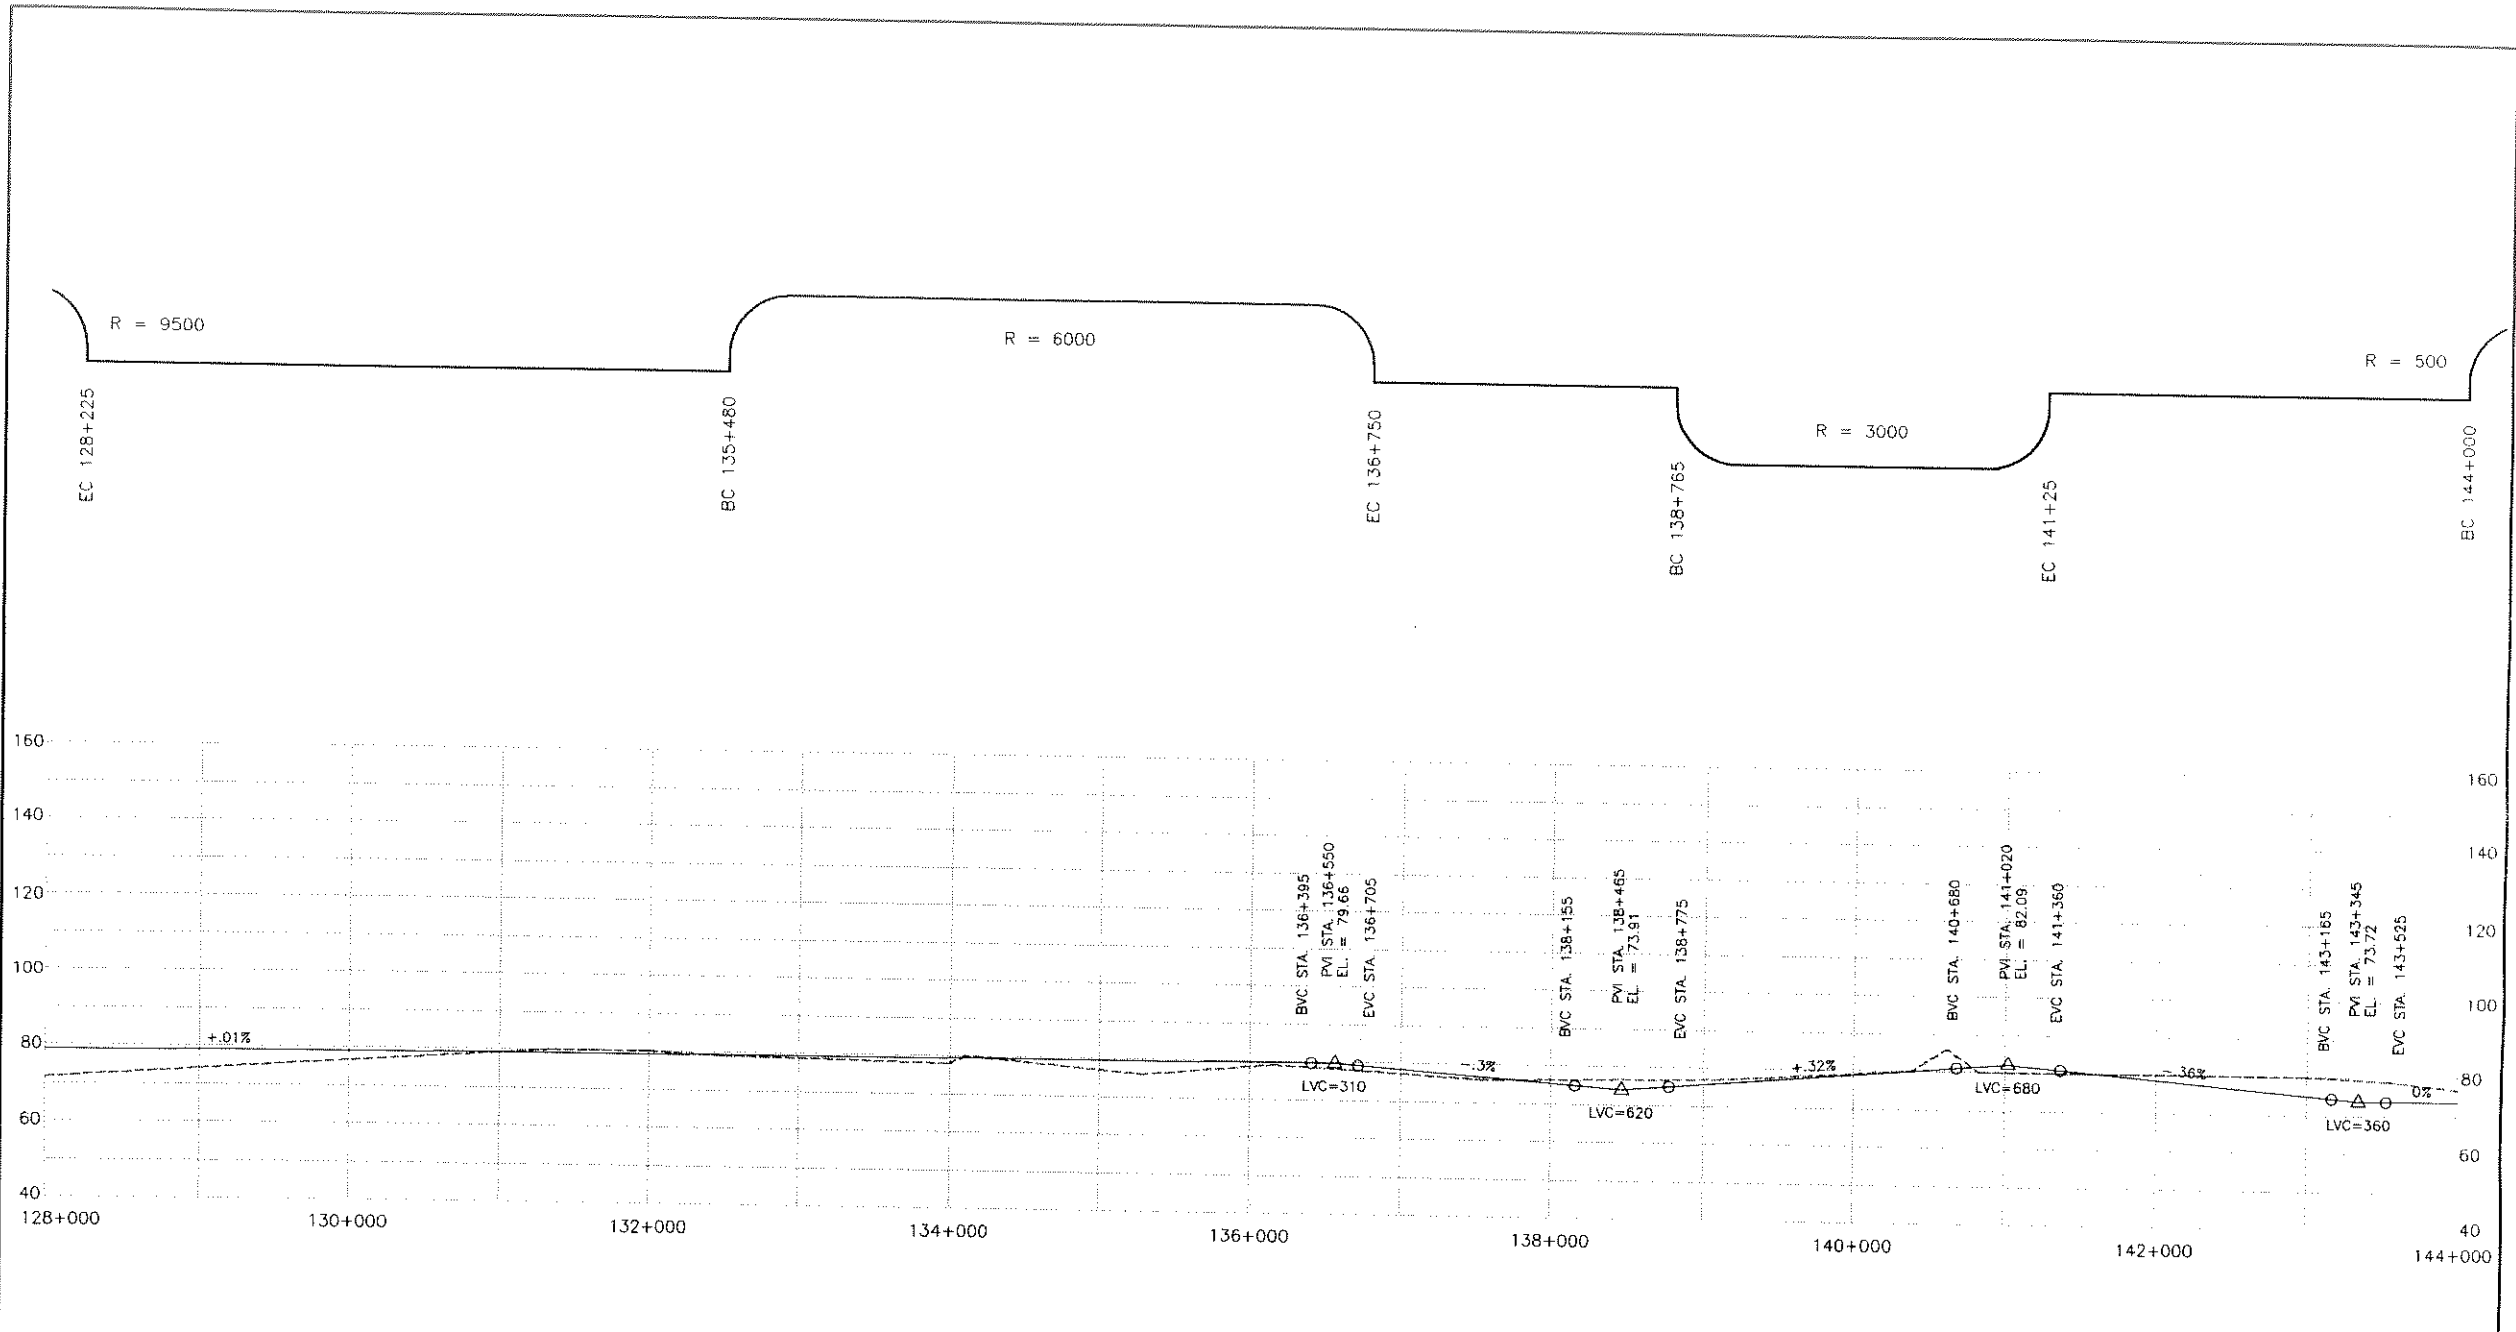 R = 9500
R = 6000
R = 3000
R = 500
EC 128+225
BC 135+480
EC 136+750
BC 138+765
EC 141+25
BC 144+000
160
140
120
100
80
60
40
160
140
120
100
80
60
40
BVC STA. 136+395
PVI STA. 136+550
EL. = 79.66
EVC STA. 136+705
BVC STA. 138+155
PVI STA. 138+465
EL. = 73.91
EVC STA. 138+775
BVC STA. 140+680
PVI STA. 141+020
EL. = 82.09
EVC STA. 141+360
BVC STA. 143+165
PVI STA. 143+345
EL. = 73.72
EVC STA. 143+525
+.01%
-.3%
+.32%
-.36%
0%
LVC=310
LVC=620
LVC=680
LVC=360
128+000
130+000
132+000
134+000
136+000
138+000
140+000
142+000
144+000